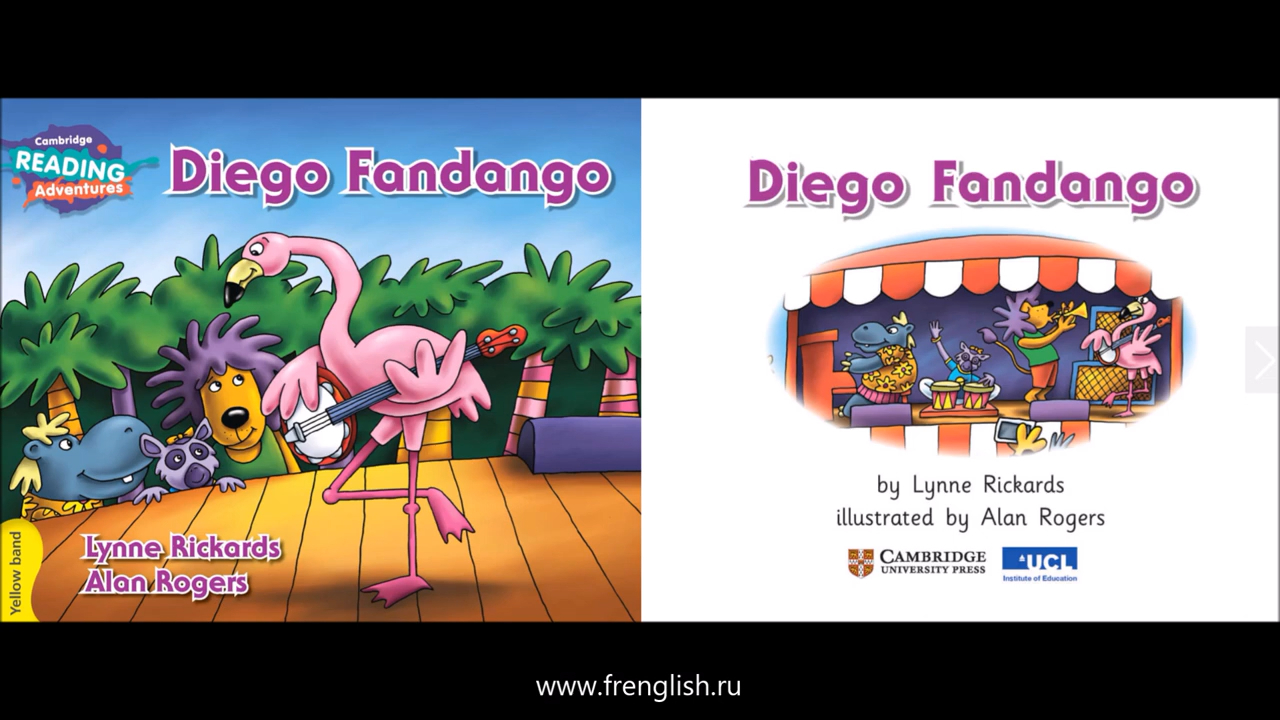 Cambridge
READING
Adventures
Diego Fandango
Lynne Rickards
Alan Rogers
Yellow band
Diego Fandango
by Lynne Rickards
illustrated by Alan Rogers
CAMBRIDGE
UNIVERSITY PRESS
UCL
Institute of Education
www.frenglish.ru